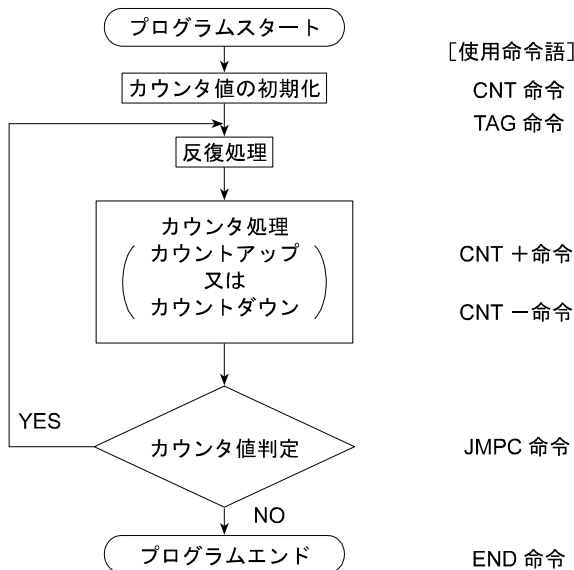 プログラムスタート
［使用命令語］
カウンタ値の初期化
CNT 命令
TAG 命令
反復処理
カウンタ処理
カウントアップ
又は
カウントダウン
CNT ＋命令
CNT －命令
YES
カウンタ値判定
JMPC 命令
NO
プログラムエンド
END 命令